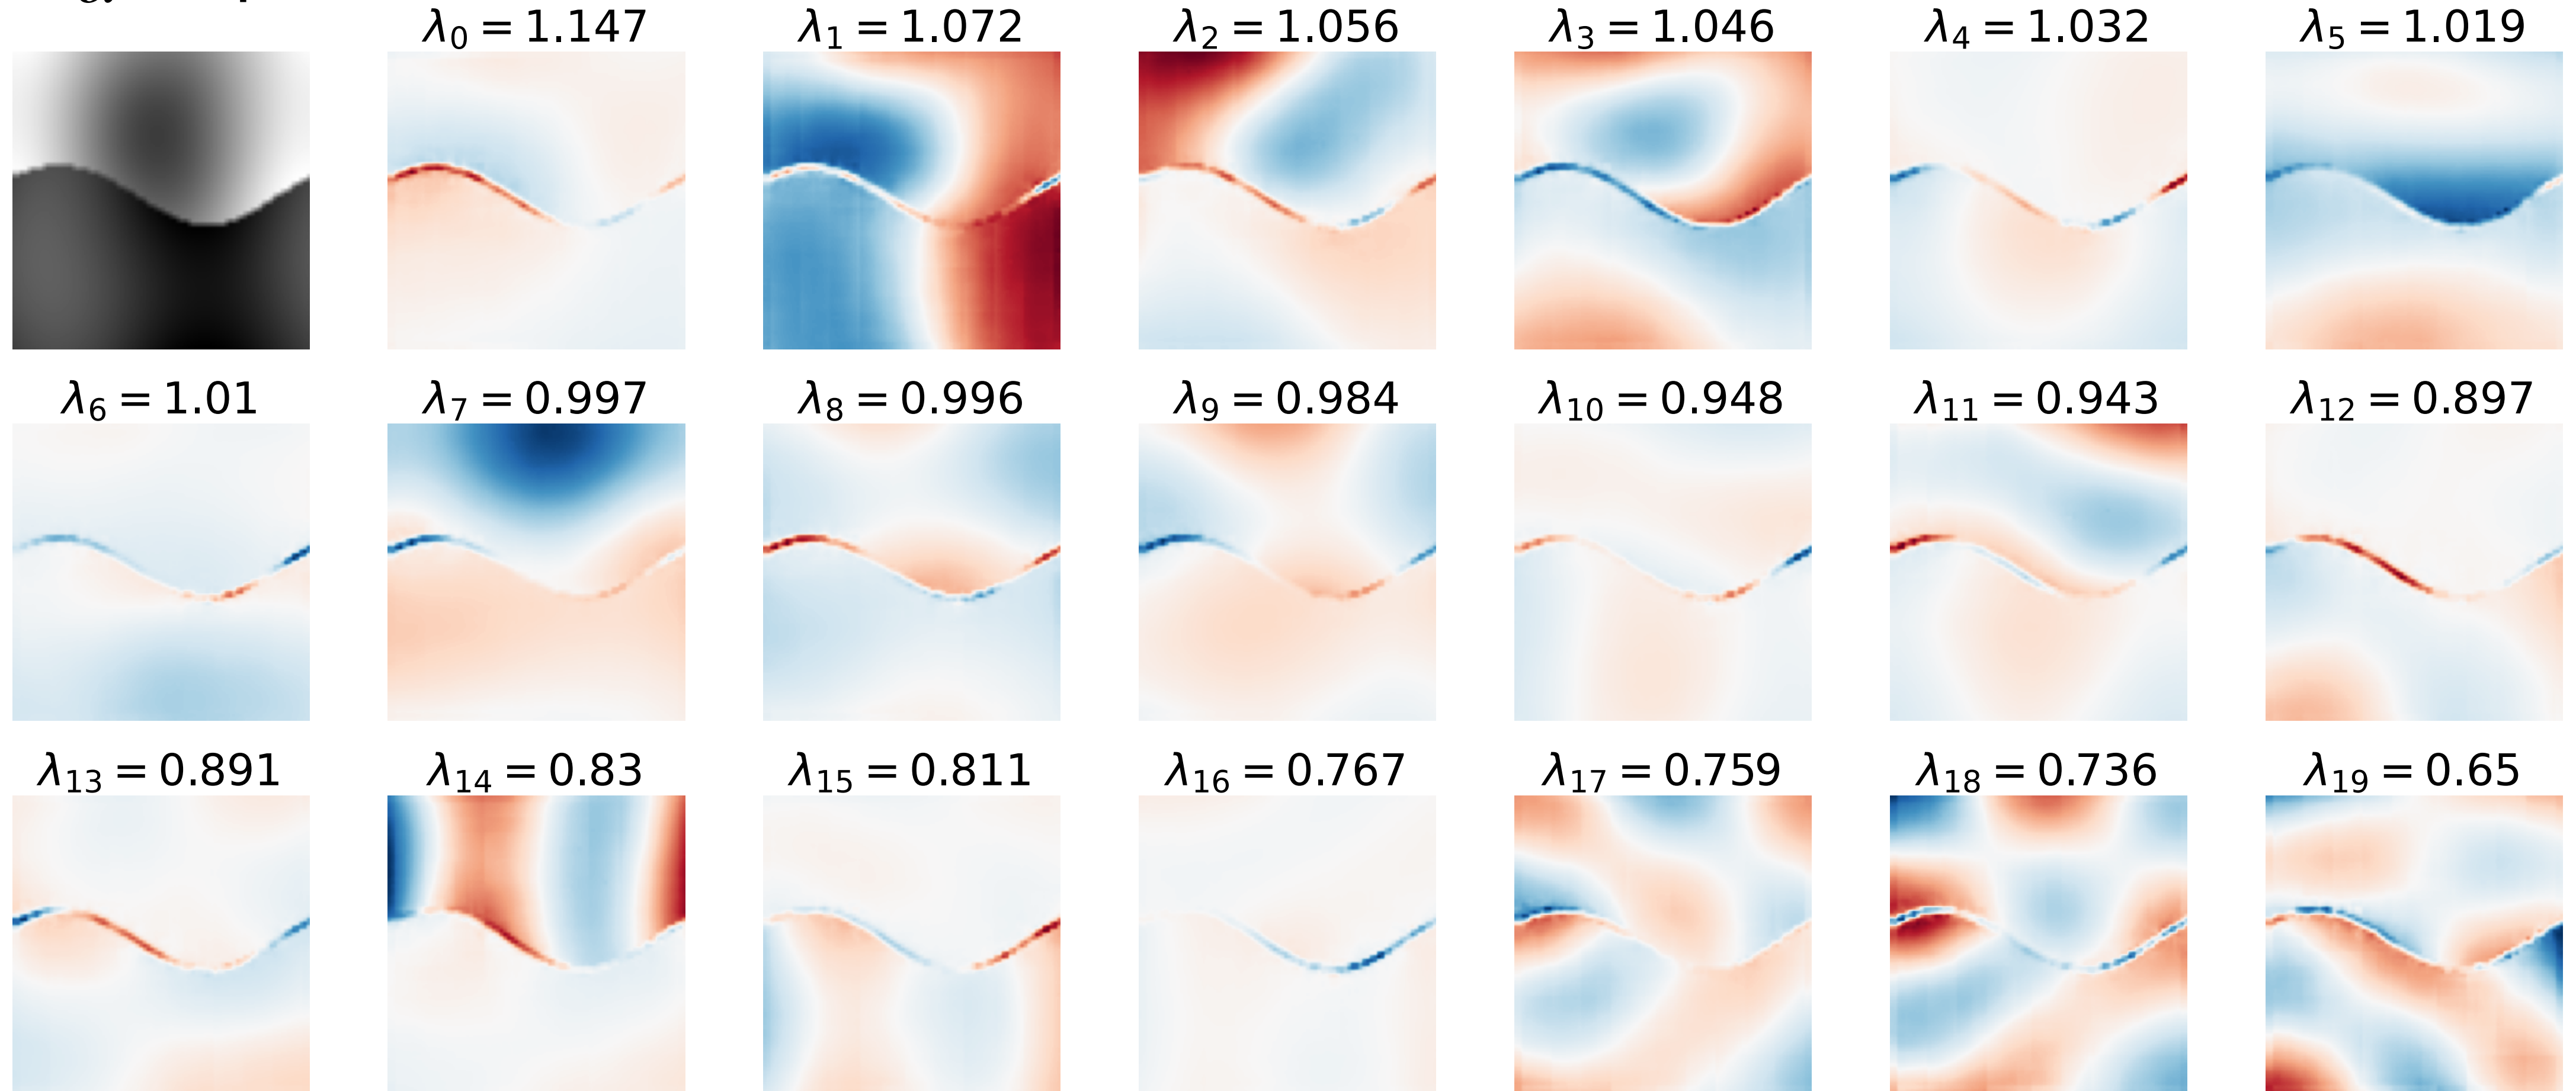 λ0 = 1.147 λ1 = 1.072 λ2 = 1.056 λ3 = 1.046 λ4 = 1.032 λ5 = 1.019
λ6 = 1.01 λ7 = 0.997 λ8 = 0.996 λ9 = 0.984 λ10 = 0.948 λ11 = 0.943 λ12 = 0.897
λ13 = 0.891 λ14 = 0.83 λ15 = 0.811 λ16 = 0.767 λ17 = 0.759 λ18 = 0.736 λ19 = 0.65